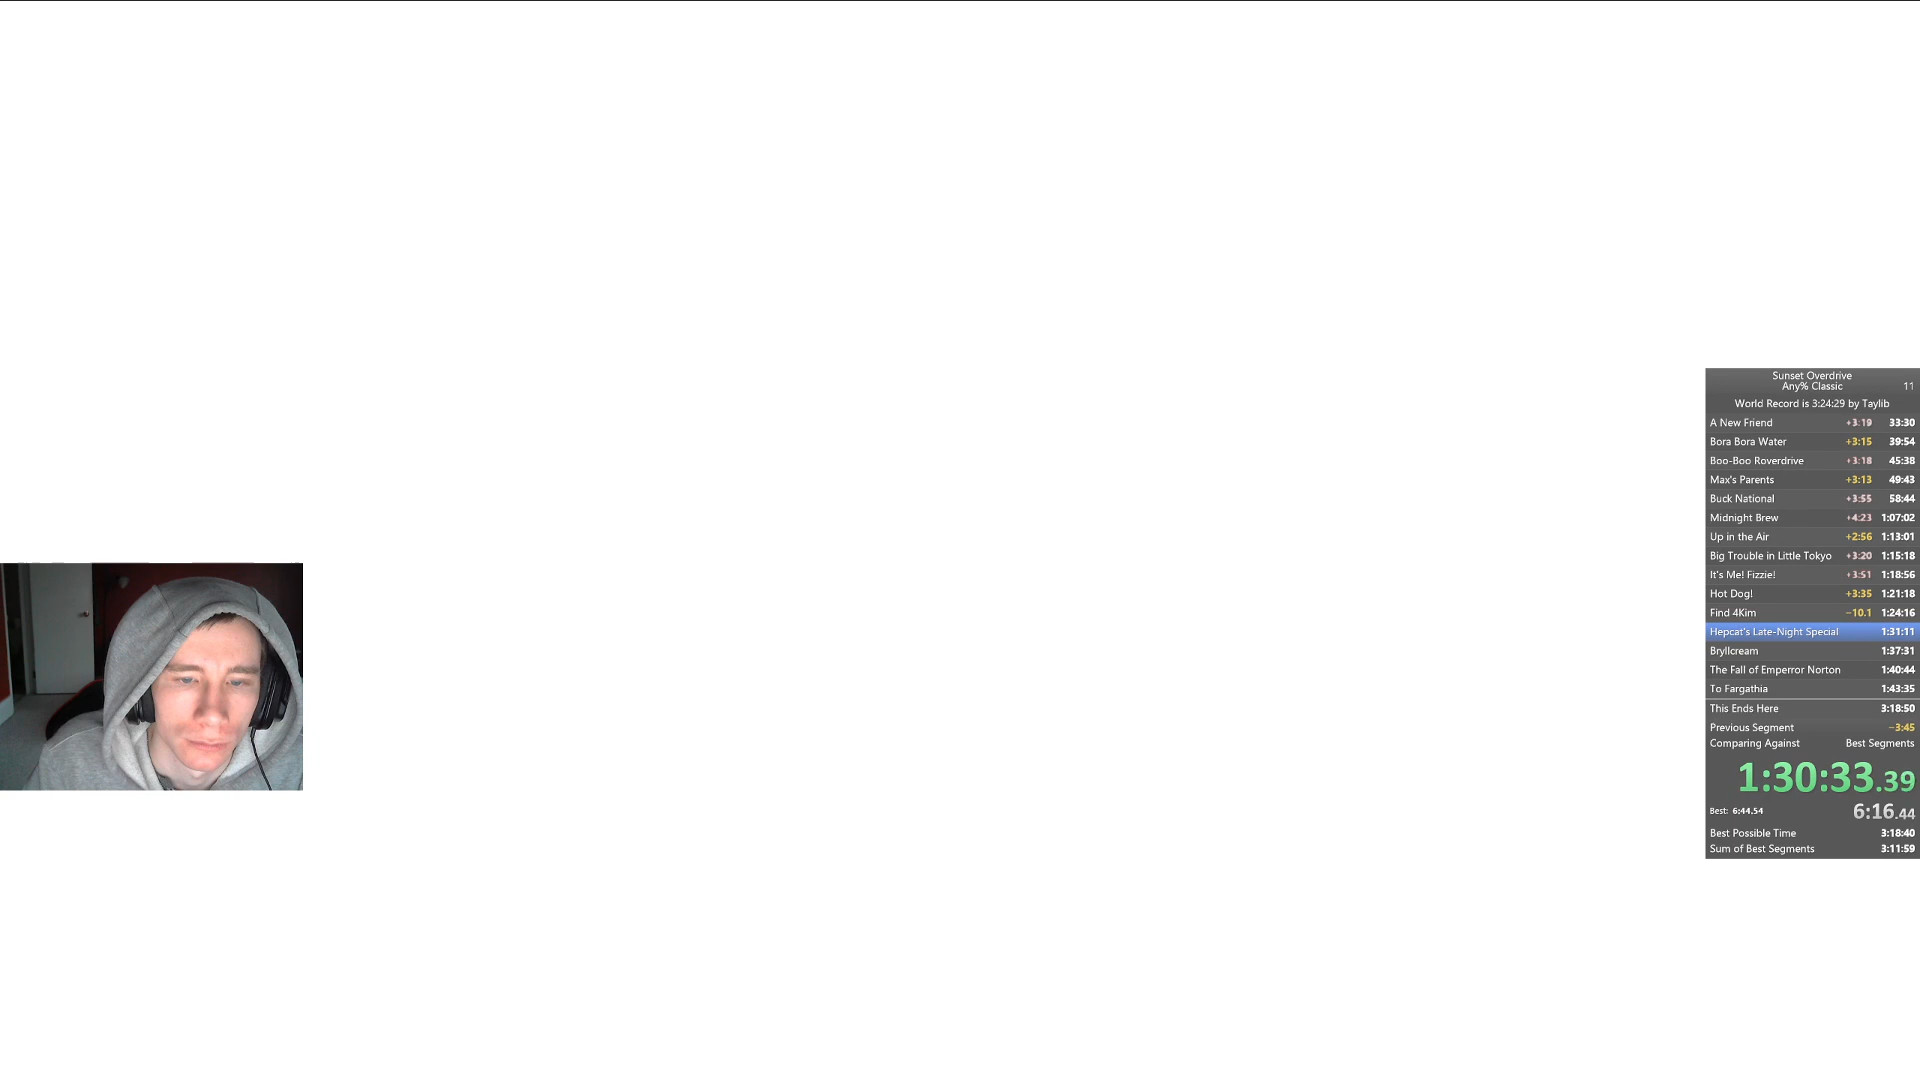 Sunset Overdrive
Any% Classic 11
World Record is 3:24:29 by Taylib
A New Friend +3:19 33:30
Bora Bora Water +3:15 39:54
Boo-Boo Roverdrive +3:18 45:38
Max's Parents +3:13 49:43
Buck National +3:55 58:44
Midnight Brew +4:23 1:07:02
Up in the Air +2:56 1:13:01
Big Trouble in Little Tokyo +3:20 1:15:18
It's Me! Fizzie! +3:51 1:18:56
Hot Dog! +3:35 1:21:18
Find 4Kim −10.1 1:24:16
Hepcat's Late-Night Special 1:31:11
Bryllcream 1:37:31
The Fall of Emperror Norton 1:40:44
To Fargathia 1:43:35
This Ends Here 3:18:50
Previous Segment −3:45
Comparing Against Best Segments
1:30:33.39
Best: 6:44.54 6:16.44
Best Possible Time 3:18:40
Sum of Best Segments 3:11:59